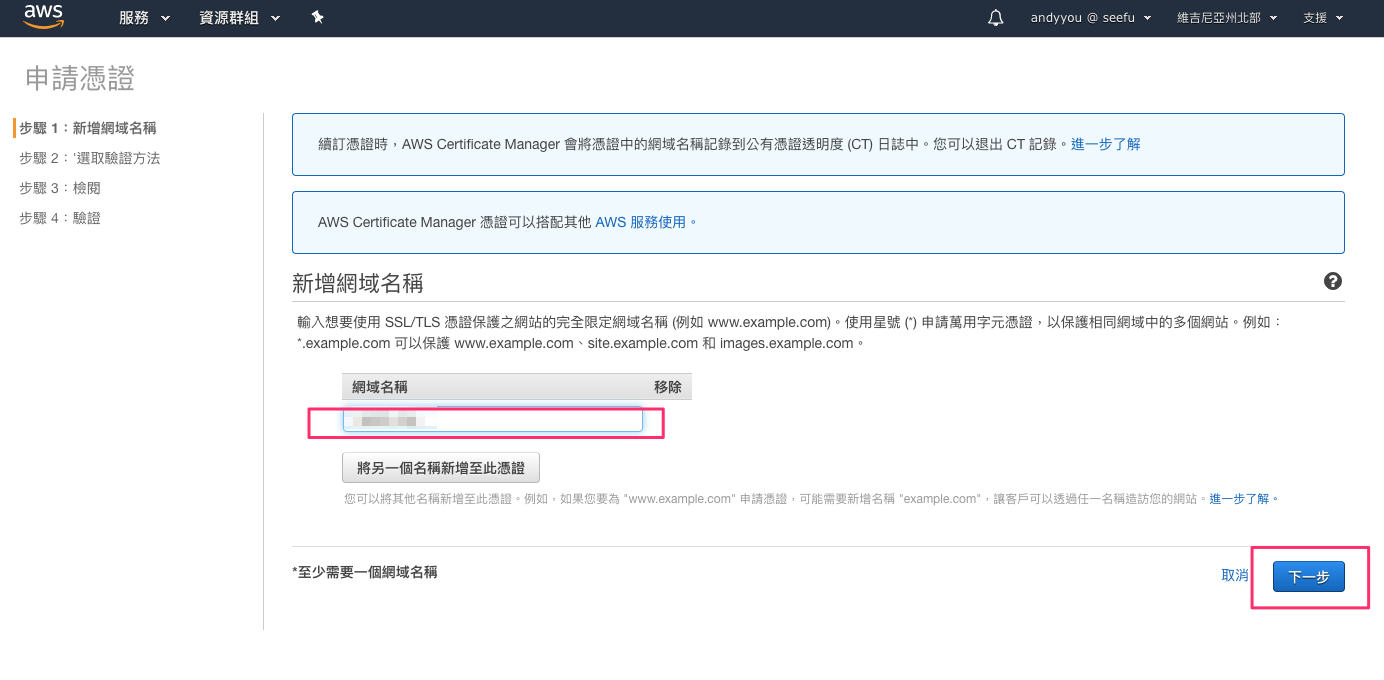 aws 服務 資源群組 andyyou @ seefu 維吉尼亞州北部 支援
申請憑證
步驟 1：新增網域名稱
步驟 2：'選取驗證方法
步驟 3：檢閱
步驟 4：驗證
續訂憑證時，AWS Certificate Manager 會將憑證中的網域名稱記錄到公有憑證透明度 (CT) 日誌中。您可以退出 CT 記錄。進一步了解
AWS Certificate Manager 憑證可以搭配其他 AWS 服務使用。
新增網域名稱 ?
輸入想要使用 SSL/TLS 憑證保護之網站的完全限定網域名稱 (例如 www.example.com)。使用星號 (*) 申請萬用字元憑證，以保護相同網域中的多個網站。例如：
*.example.com 可以保護 www.example.com、site.example.com 和 images.example.com。
網域名稱 移除
將另一個名稱新增至此憑證
您可以將其他名稱新增至此憑證。例如，如果您要為 "www.example.com" 申請憑證，可能需要新增名稱 "example.com"，讓客戶可以透過任一名稱造訪您的網站。進一步了解。
*至少需要一個網域名稱
取消 下一步